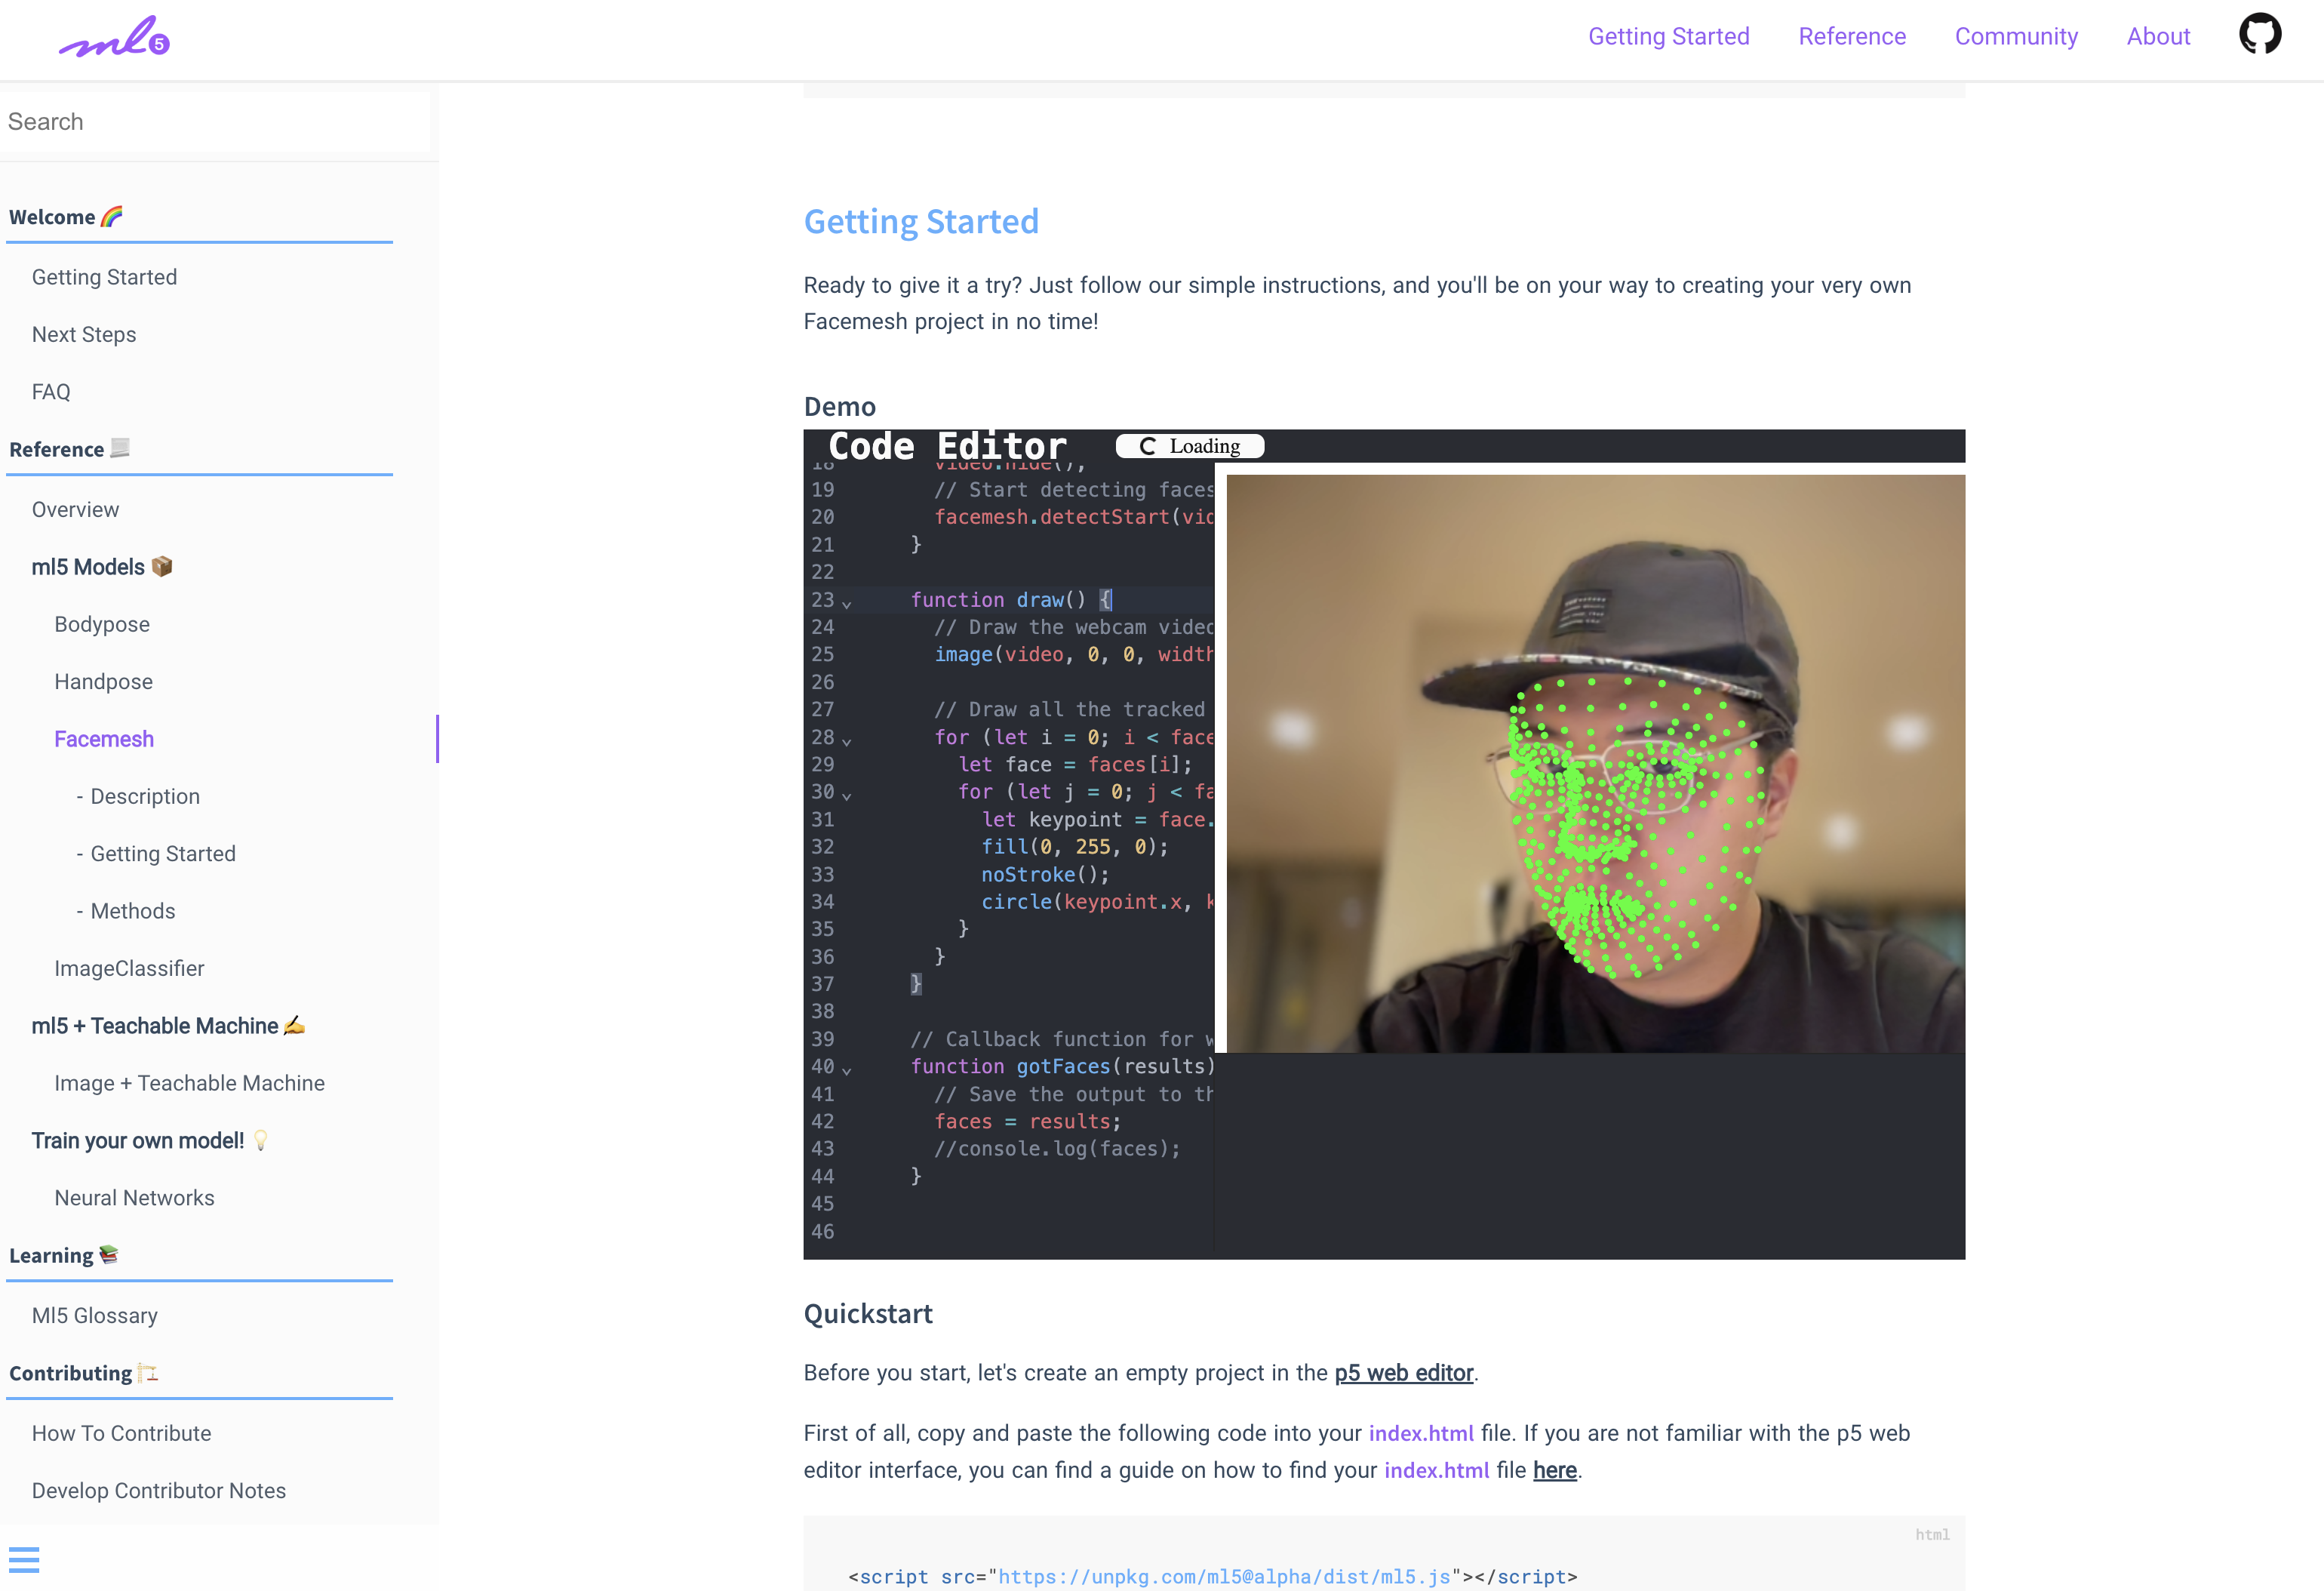 ml5
Getting Started
Reference
Community
About
Search
Welcome 🌈
Getting Started
Next Steps
FAQ
Reference 📃
Overview
ml5 Models 📦
Bodypose
Handpose
Facemesh
- Description
- Getting Started
- Methods
ImageClassifier
ml5 + Teachable Machine ✍️
Image + Teachable Machine
Train your own model! 💡
Neural Networks
Learning 📚
Ml5 Glossary
Contributing 🏗️
How To Contribute
Develop Contributor Notes
Getting Started
Ready to give it a try? Just follow our simple instructions, and you'll be on your way to creating your very own
Facemesh project in no time!
Demo
Code Editor
Loading
18 video.hide();
19 // Start detecting faces
20 facemesh.detectStart(vid
21 }
22
23 function draw() {
24 // Draw the webcam video
25 image(video, 0, 0, width
26
27 // Draw all the tracked
28 for (let i = 0; i < face
29 let face = faces[i];
30 for (let j = 0; j < fa
31 let keypoint = face.
32 fill(0, 255, 0);
33 noStroke();
34 circle(keypoint.x, k
35 }
36 }
37 }
38
39 // Callback function for w
40 function gotFaces(results)
41 // Save the output to th
42 faces = results;
43 //console.log(faces);
44 }
45
46
Quickstart
Before you start, let's create an empty project in the p5 web editor.
First of all, copy and paste the following code into your index.html file. If you are not familiar with the p5 web
editor interface, you can find a guide on how to find your index.html file here.
html
<script src="https://unpkg.com/ml5@alpha/dist/ml5.js"></script>